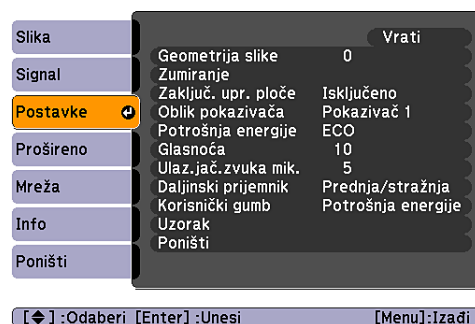 Slika
Signal
Postavke
Prošireno
Mreža
Info
Poništi
Vrati
Geometrija slike 0
Zumiranje
Zaključ. upr. ploče Isključeno
Oblik pokazivača Pokazivač 1
Potrošnja energije ECO
Glasnoća 10
Ulaz.jač.zvuka mik. 5
Daljinski prijemnik Prednja/stražnja
Korisnički gumb Potrošnja energije
Uzorak
Poništi
[◆] :Odaberi [Enter] :Unesi [Menu]:Izađi